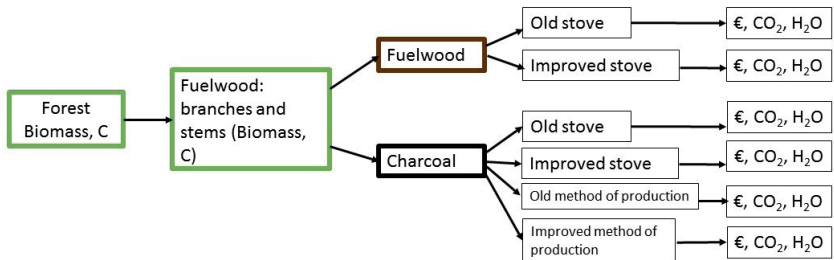 Forest
Biomass, C
Fuelwood:
branches and
stems (Biomass,
C)
Fuelwood
Old stove
€, CO₂, H₂O
Improved stove
€, CO₂, H₂O
Charcoal
Old stove
€, CO₂, H₂O
Improved stove
€, CO₂, H₂O
Old method of production
€, CO₂, H₂O
Improved method of
production
€, CO₂, H₂O